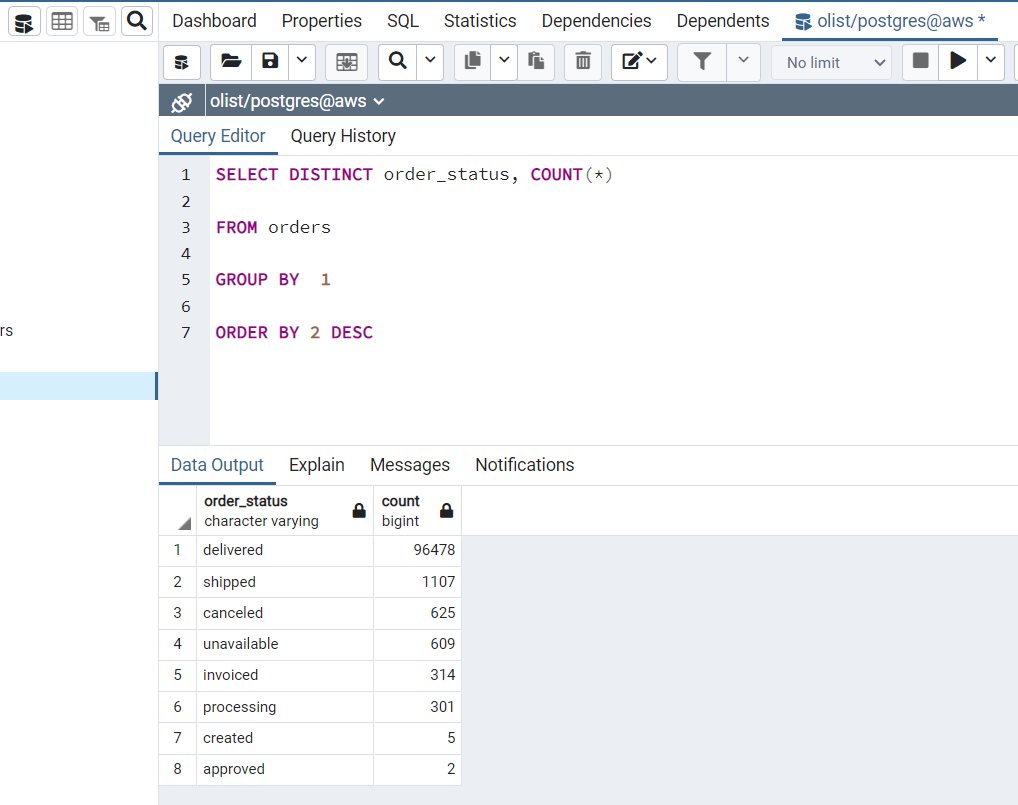 Dashboard Properties SQL Statistics Dependencies Dependents olist/postgres@aws *
No limit
olist/postgres@aws
Query Editor Query History
1 SELECT DISTINCT order_status, COUNT(*)
2
3 FROM orders
4
5 GROUP BY  1
6
7 ORDER BY 2 DESC
rs
Data Output Explain Messages Notifications
order_status count
character varying bigint
1 delivered 96478
2 shipped 1107
3 canceled 625
4 unavailable 609
5 invoiced 314
6 processing 301
7 created 5
8 approved 2